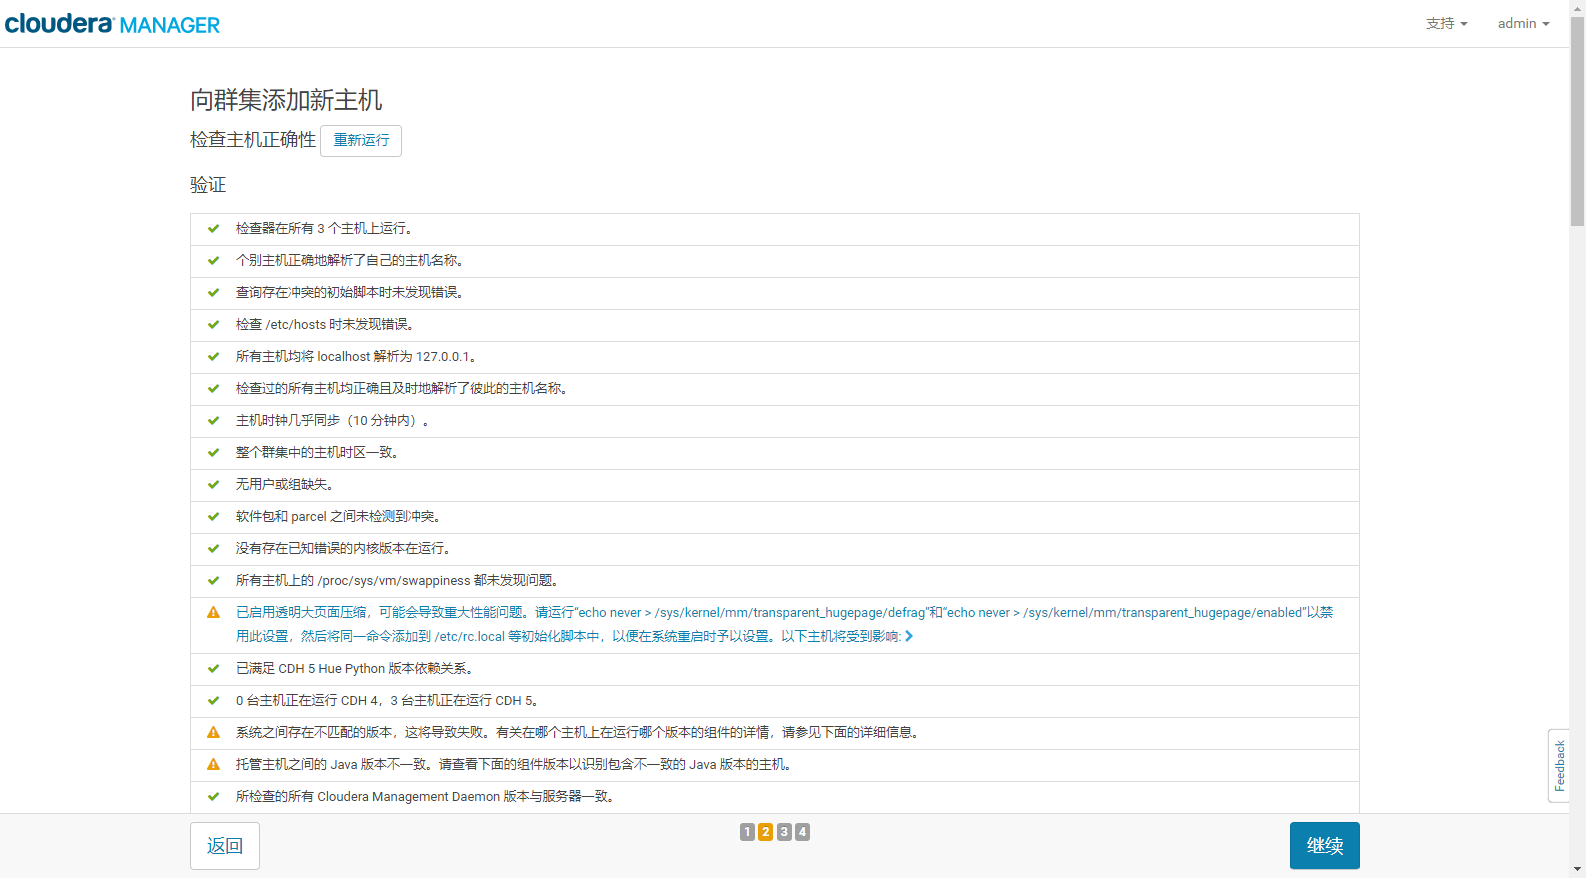 cloudera MANAGER
支持
admin
向群集添加新主机
检查主机正确性 重新运行
验证
检查器在所有 3 个主机上运行。
个别主机正确地解析了自己的主机名称。
查询存在冲突的初始脚本时未发现错误。
检查 /etc/hosts 时未发现错误。
所有主机均将 localhost 解析为 127.0.0.1。
检查过的所有主机均正确且及时地解析了彼此的主机名称。
主机时钟几乎同步（10 分钟内）。
整个群集中的主机时区一致。
无用户或组缺失。
软件包和 parcel 之间未检测到冲突。
没有存在已知错误的内核版本在运行。
所有主机上的 /proc/sys/vm/swappiness 都未发现问题。
已启用透明大页面压缩，可能会导致重大性能问题。请运行“echo never > /sys/kernel/mm/transparent_hugepage/defrag”和“echo never > /sys/kernel/mm/transparent_hugepage/enabled”以禁
用此设置，然后将同一命令添加到 /etc/rc.local 等初始化脚本中，以便在系统重启时予以设置。以下主机将受到影响:
已满足 CDH 5 Hue Python 版本依赖关系。
0 台主机正在运行 CDH 4，3 台主机正在运行 CDH 5。
系统之间存在不匹配的版本，这将导致失败。有关在哪个主机上在运行哪个版本的组件的详情，请参见下面的详细信息。
托管主机之间的 Java 版本不一致。请查看下面的组件版本以识别包含不一致的 Java 版本的主机。
所检查的所有 Cloudera Management Daemon 版本与服务器一致。
Feedback
返回
1 2 3 4
继续